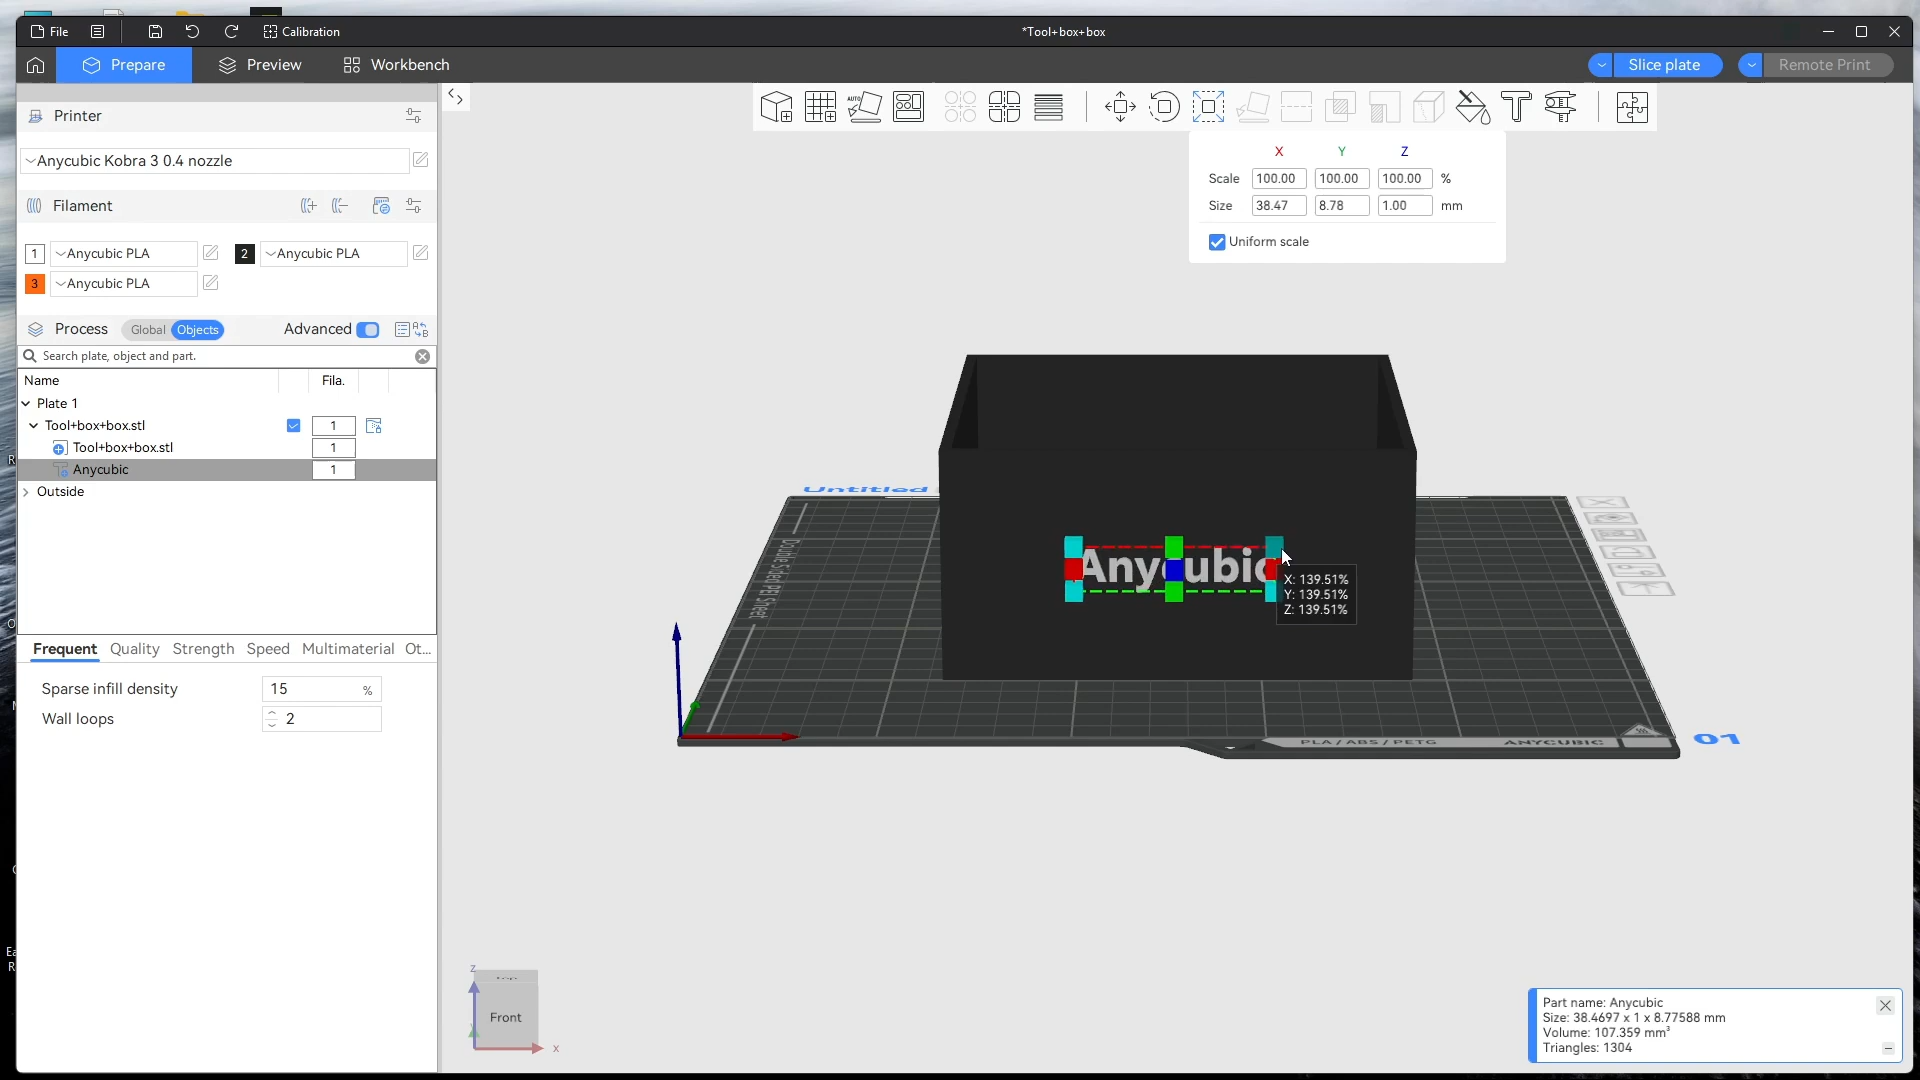 File
Calibration
*Tool+box+box
Prepare
Preview
Workbench
Slice plate
Remote Print
Printer
Anycubic Kobra 3 0.4 nozzle
Filament
1 Anycubic PLA
2 Anycubic PLA
3 Anycubic PLA
Process Global Objects Advanced
Search plate, object and part.
Name Fila.
Plate 1
Tool+box+box.stl 1
Tool+box+box.stl 1
Anycubic 1
Outside
Frequent Quality Strength Speed Multimaterial Ot...
Sparse infill density 15 %
Wall loops 2
AUTO
X Y Z
Scale 100.00 100.00 100.00 %
Size 38.47 8.78 1.00 mm
Uniform scale
Untitled
Anycubic
X: 139.51%
Y: 139.51%
Z: 139.51%
Double Sided PEI Sheet
PLA / ABS / PETG
ANYCUBIC
01
z
Front
x
Part name: Anycubic
Size: 38.4697 x 1 x 8.77588 mm
Volume: 107.359 mm³
Triangles: 1304